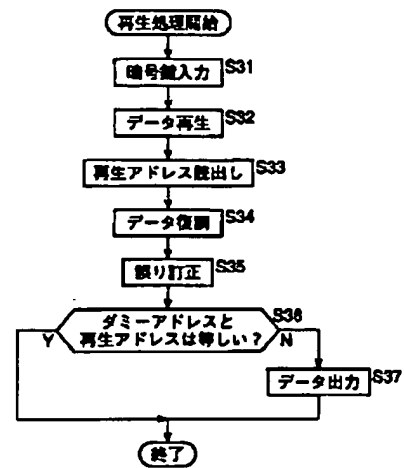 再生処理開始
暗号鍵入力
S31
データ再生
S32
再生アドレス読出し
S33
データ復調
S34
誤り訂正
S35
ダミーアドレスと
再生アドレスは等しい？
S36
Y
N
データ出力
S37
終了